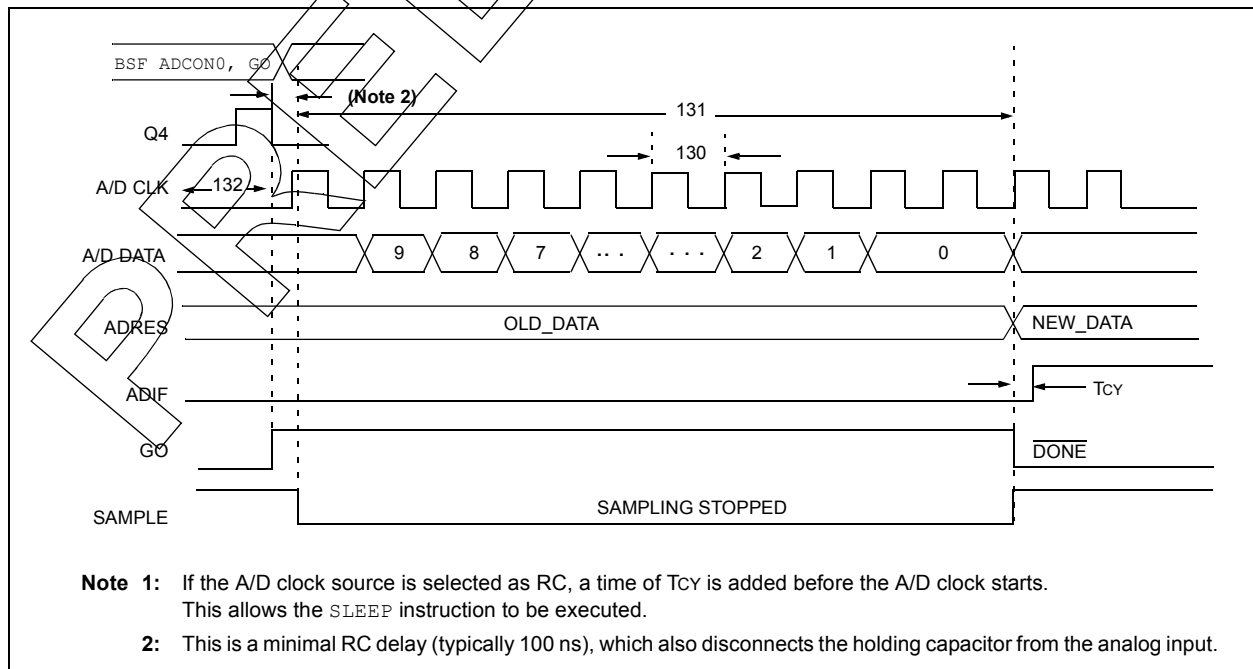 BSF ADCON0, GO
(Note 2)
131
Q4
130
A/D CLK
132
A/D DATA
9 8 7 ... ... 2 1 0
ADRES
OLD_DATA
NEW_DATA
ADIF
TCY
GO
DONE
SAMPLE
SAMPLING STOPPED
Note 1: If the A/D clock source is selected as RC, a time of TCY is added before the A/D clock starts.
This allows the SLEEP instruction to be executed.
2: This is a minimal RC delay (typically 100 ns), which also disconnects the holding capacitor from the analog input.